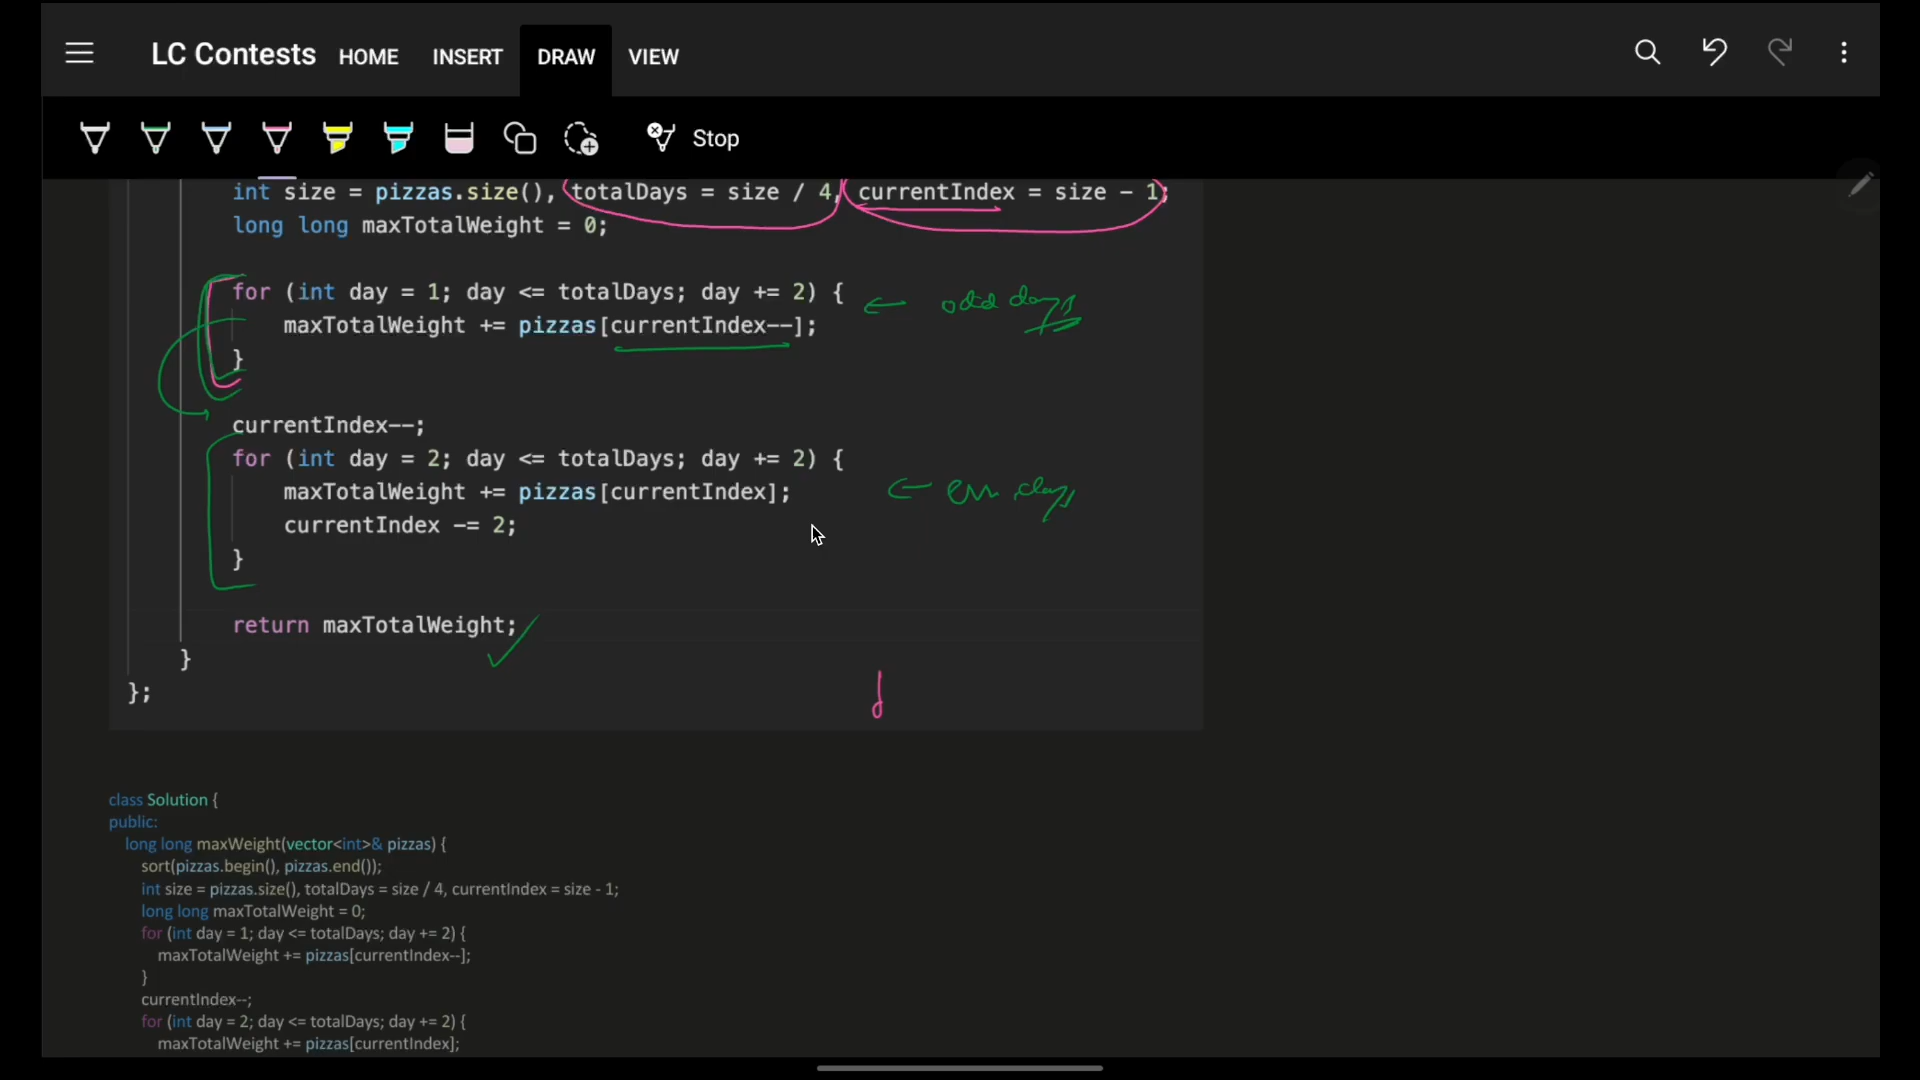 LC Contests HOME INSERT DRAW VIEW
Stop
int size = pizzas.size(), totalDays = size / 4, currentIndex = size - 1;
long long maxTotalWeight = 0;
for (int day = 1; day <= totalDays; day += 2) { ← odd days
maxTotalWeight += pizzas[currentIndex--];
}
currentIndex--;
for (int day = 2; day <= totalDays; day += 2) {
maxTotalWeight += pizzas[currentIndex]; ← even days
currentIndex -= 2;
}
return maxTotalWeight;
}
};
class Solution {
public:
long long maxWeight(vector<int>& pizzas) {
sort(pizzas.begin(), pizzas.end());
int size = pizzas.size(), totalDays = size / 4, currentIndex = size - 1;
long long maxTotalWeight = 0;
for (int day = 1; day <= totalDays; day += 2) {
maxTotalWeight += pizzas[currentIndex--];
}
currentIndex--;
for (int day = 2; day <= totalDays; day += 2) {
maxTotalWeight += pizzas[currentIndex];